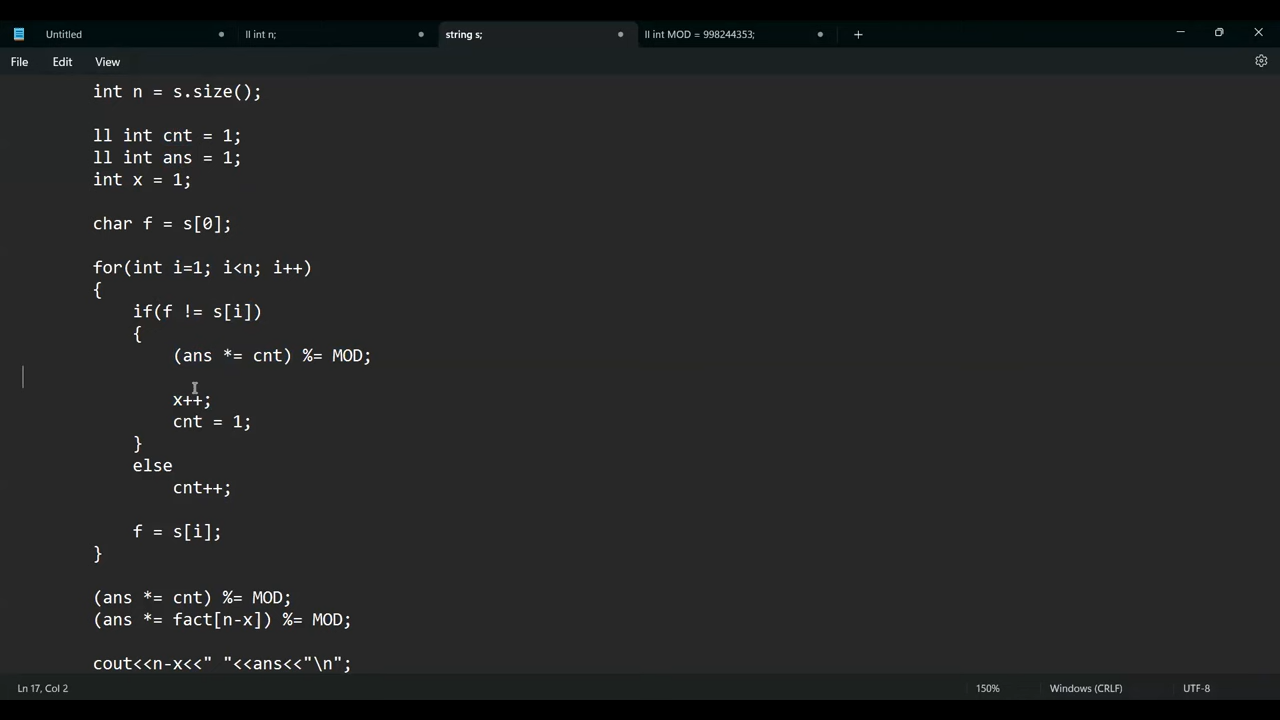 Untitled
ll int n;
string s;
ll int MOD = 998244353;
File Edit View
int n = s.size();
ll int cnt = 1;
ll int ans = 1;
int x = 1;
char f = s[0];
for(int i=1; i<n; i++)
{
if(f != s[i])
{
(ans *= cnt) %= MOD;
x++;
cnt = 1;
}
else
cnt++;
f = s[i];
}
(ans *= cnt) %= MOD;
(ans *= fact[n-x]) %= MOD;
cout<<n-x<<" "<<ans<<"\n";
Ln 17, Col 2
150%
Windows (CRLF)
UTF-8